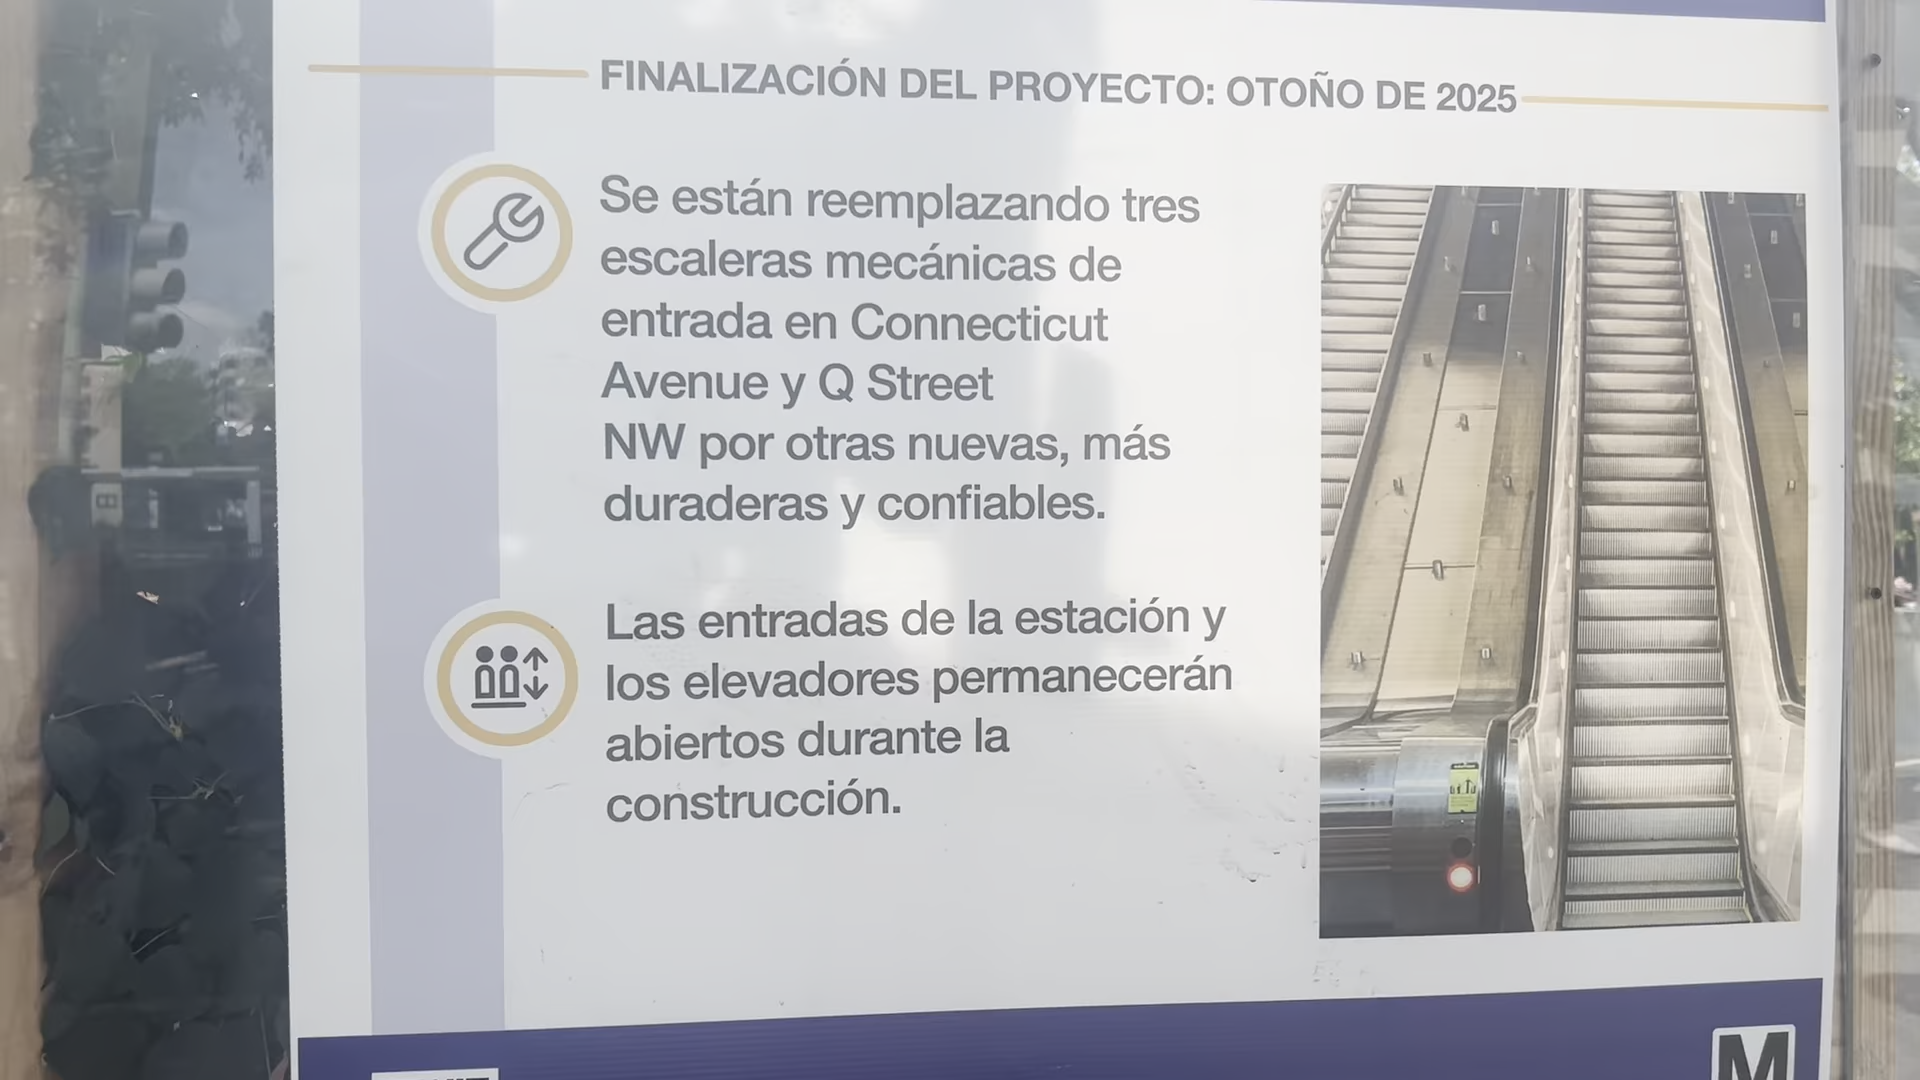 FINALIZACIÓN DEL PROYECTO: OTOÑO DE 2025
Se están reemplazando tres
escaleras mecánicas de
entrada en Connecticut
Avenue y Q Street
NW por otras nuevas, más
duraderas y confiables.
Las entradas de la estación y
los elevadores permanecerán
abiertos durante la
construcción.
M